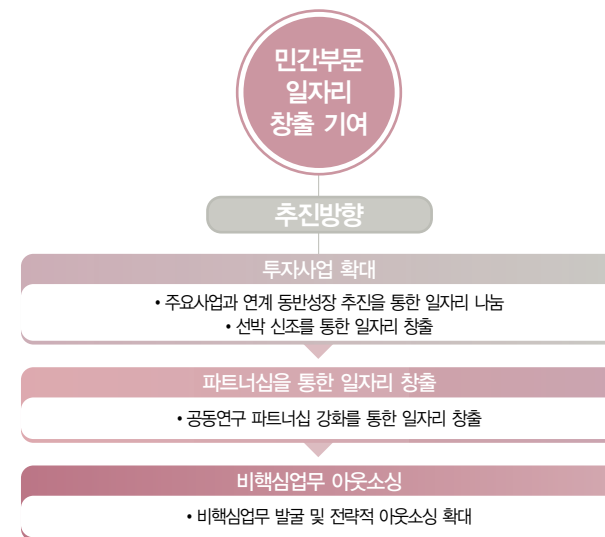 민간부문
일자리
창출 기여
추진방향
투자사업 확대
• 주요사업과 연계 동반성장 추진을 통한 일자리 나눔
• 선박 신조를 통한 일자리 창출
파트너십을 통한 일자리 창출
• 공동연구 파트너십 강화를 통한 일자리 창출
비핵심업무 아웃소싱
• 비핵심업무 발굴 및 전략적 아웃소싱 확대